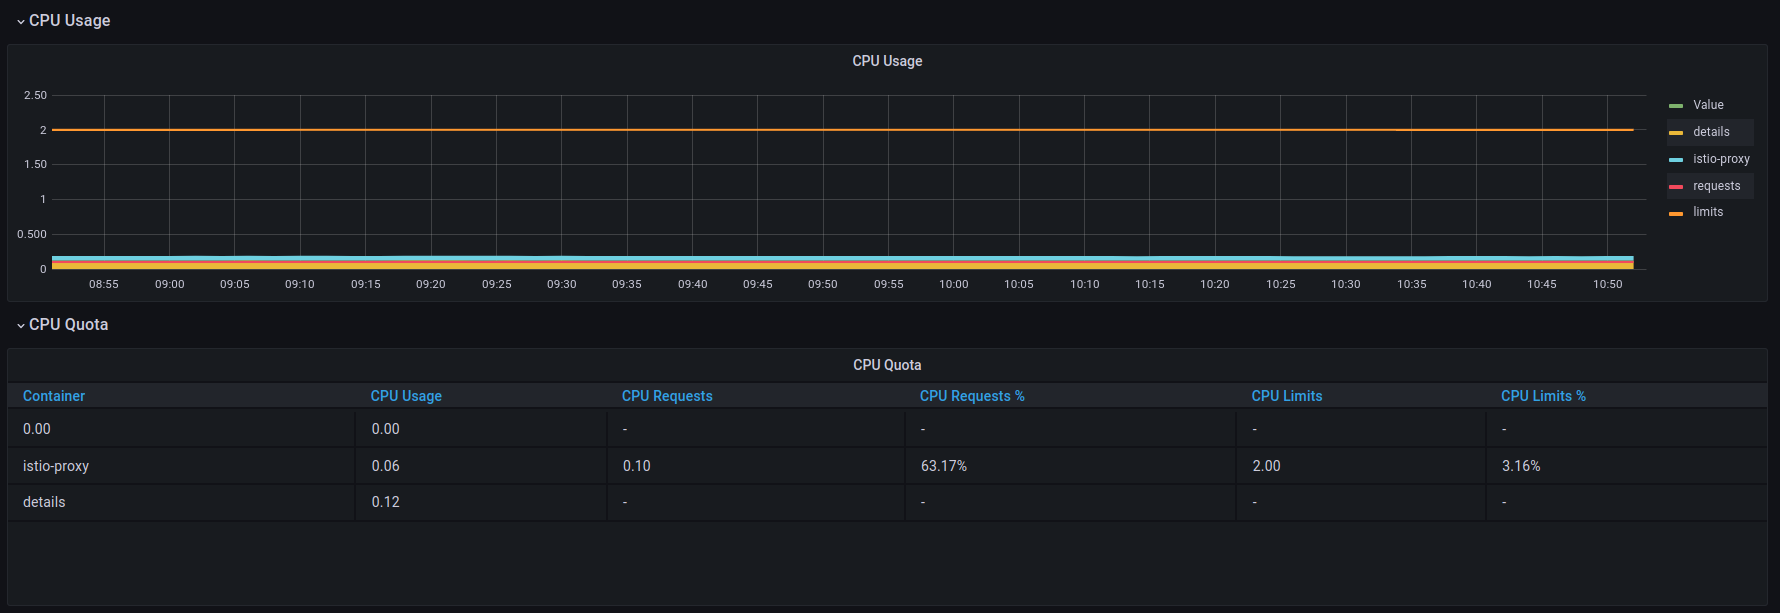 CPU Usage
CPU Usage
2.50
2
1.50
1
0.500
0
08:55 09:00 09:05 09:10 09:15 09:20 09:25 09:30 09:35 09:40 09:45 09:50 09:55 10:00 10:05 10:10 10:15 10:20 10:25 10:30 10:35 10:40 10:45 10:50
Value
details
istio-proxy
requests
limits
CPU Quota
CPU Quota
Container CPU Usage CPU Requests CPU Requests % CPU Limits CPU Limits %
0.00 0.00 - - - -
istio-proxy 0.06 0.10 63.17% 2.00 3.16%
details 0.12 - - - -